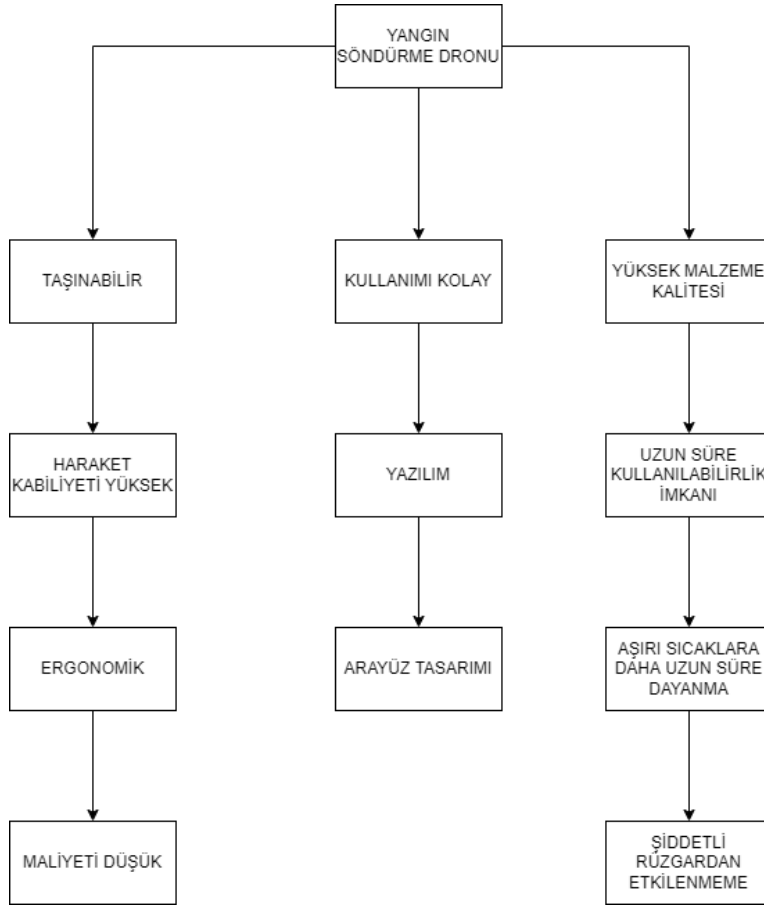 YANGIN
SÖNDÜRME DRONU
TAŞINABİLİR
KULLANIMI KOLAY
YÜKSEK MALZEME
KALİTESİ
HARAKET
KABİLİYETİ YÜKSEK
YAZILIM
UZUN SÜRE
KULLANILABİLİRLİK
İMKANI
ERGONOMİK
ARAYÜZ TASARIMI
AŞIRI SICAKLARA
DAHA UZUN SÜRE
DAYANMA
MALİYETİ DÜŞÜK
ŞİDDETLİ
RÜZGARDAN
ETKİLENMEME